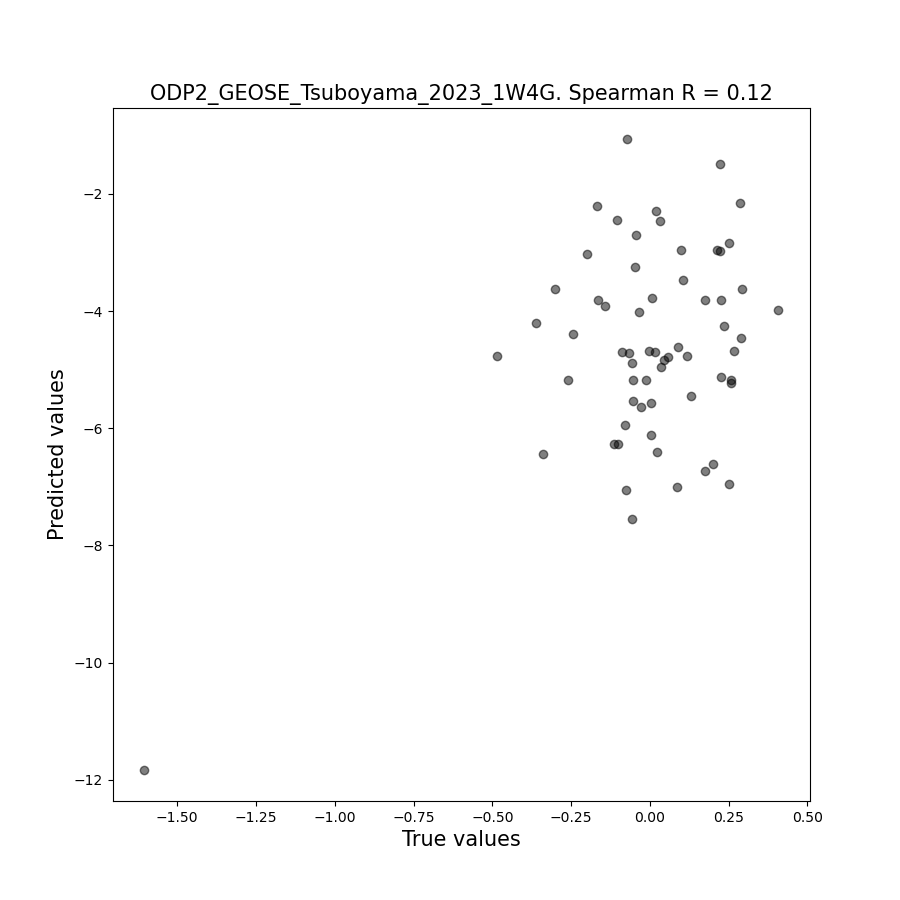 ODP2_GEOSE_Tsuboyama_2023_1W4G. Spearman R = 0.12
Predicted values
−2
−4
−6
−8
−10
−12
−1.50 −1.25 −1.00 −0.75 −0.50 −0.25 0.00 0.25 0.50
True values